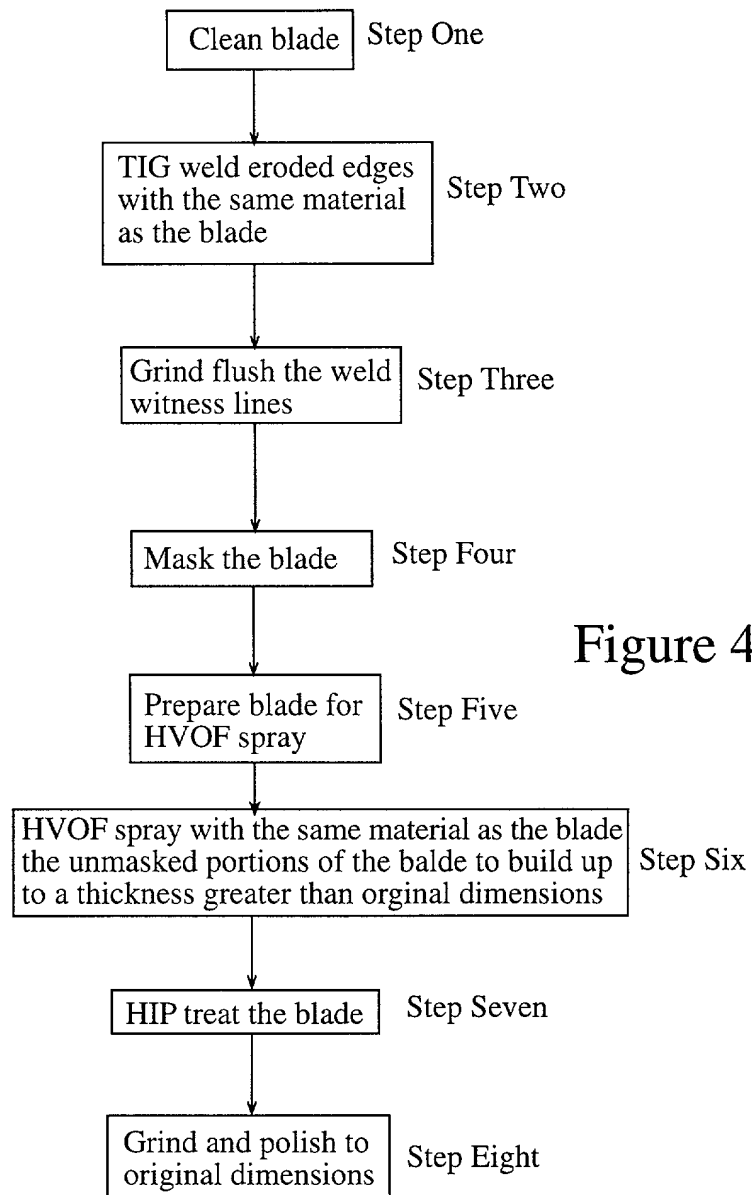 Clean blade
Step One
TIG weld eroded edges
with the same material
as the blade
Step Two
Grind flush the weld
witness lines
Step Three
Mask the blade
Step Four
Figure 4
Prepare blade for
HVOF spray
Step Five
HVOF spray with the same material as the blade
the unmasked portions of the balde to build up
to a thickness greater than orginal dimensions
Step Six
HIP treat the blade
Step Seven
Grind and polish to
original dimensions
Step Eight